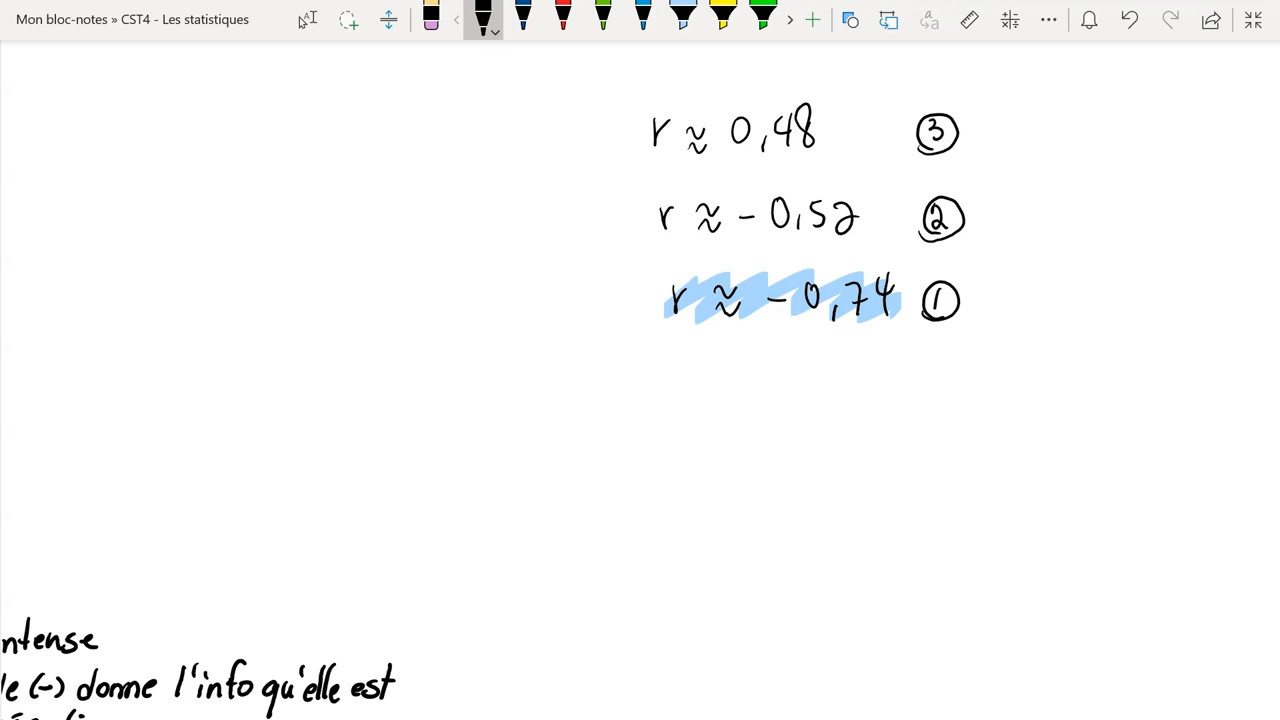 Mon bloc-notes » CST4 - Les statistiques
r ≈ 0,48 ③
r ≈ - 0,52 ②
r ≈ - 0,74 ①
ntense
le (-) donne l'info qu'elle est